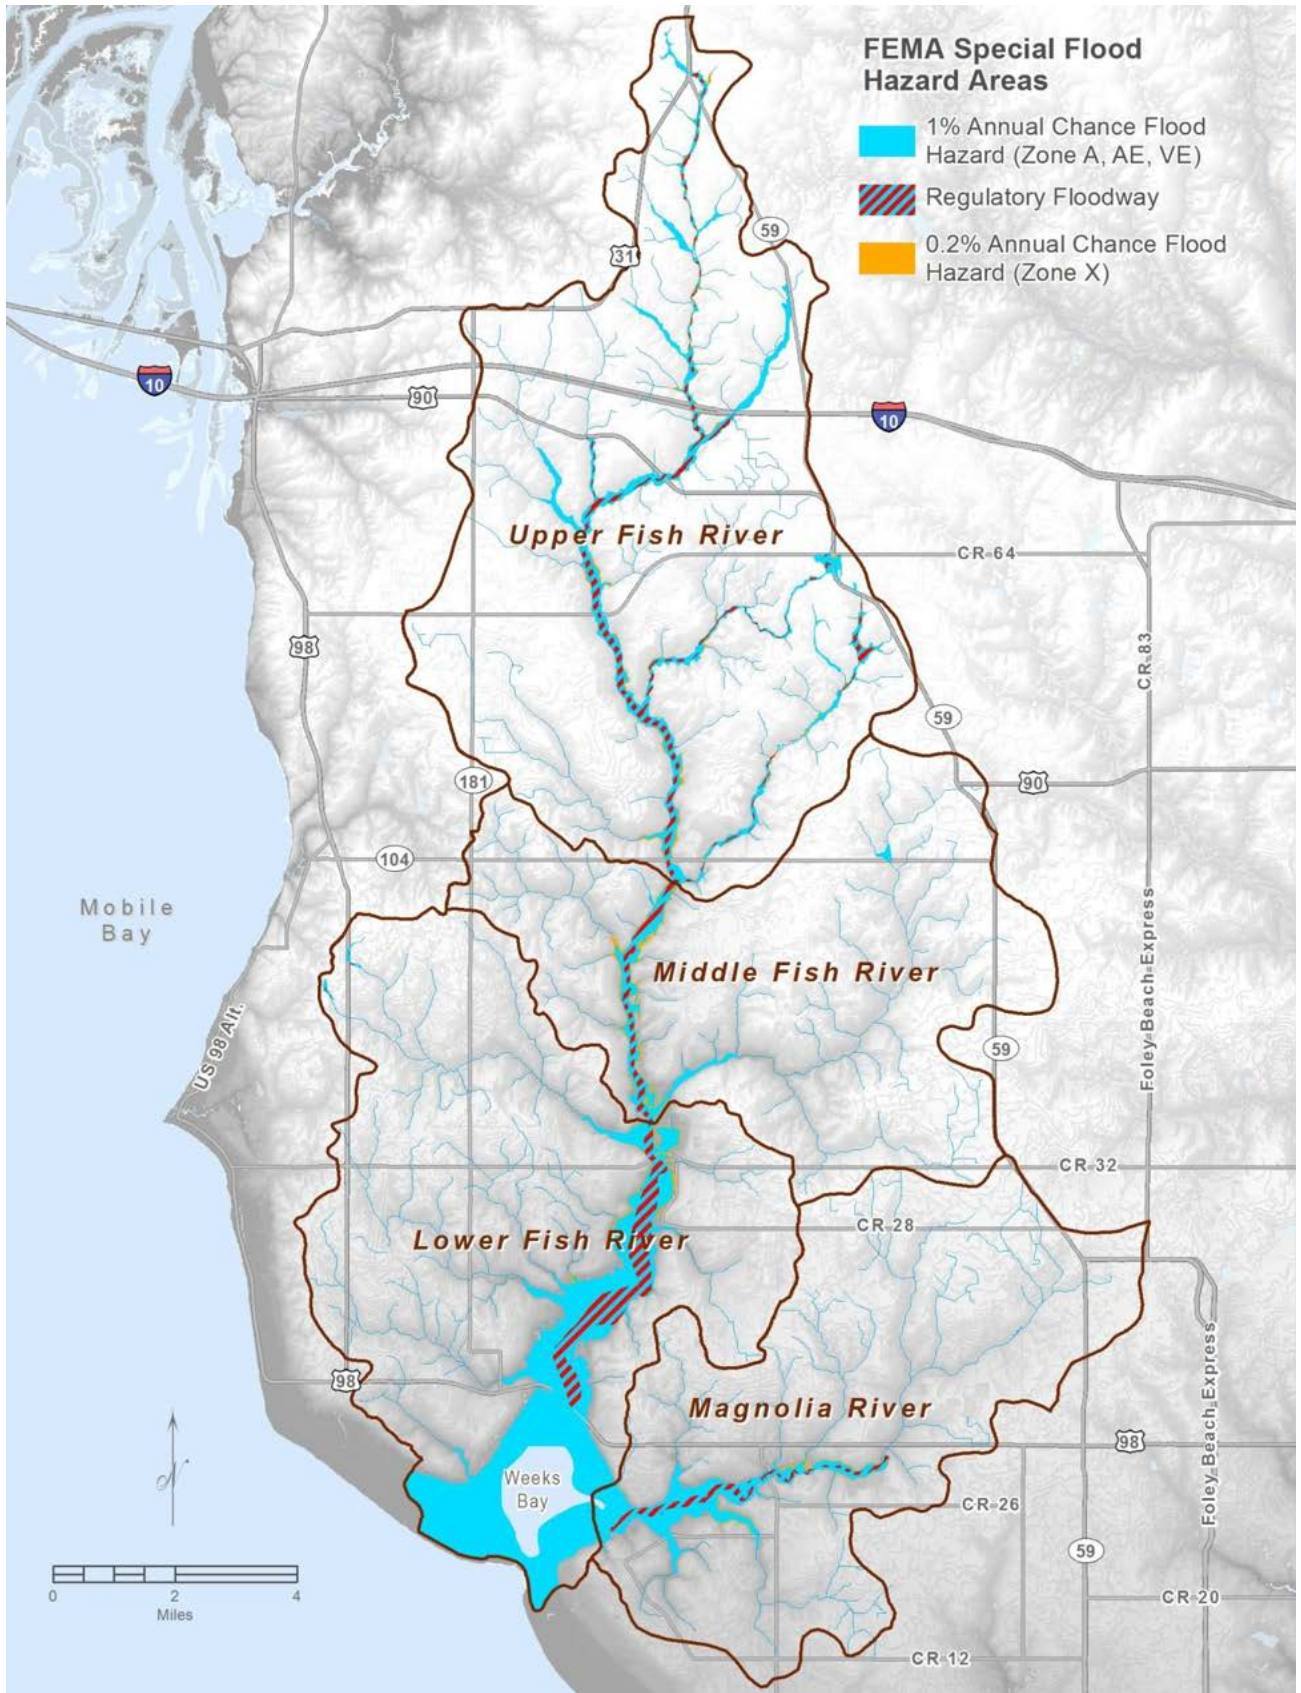 FEMA Special Flood
Hazard Areas
1% Annual Chance Flood
Hazard (Zone A, AE, VE)
Regulatory Floodway
0.2% Annual Chance Flood
Hazard (Zone X)
59
31
10
90
10
Upper Fish River
CR 64
98
CR 83
59
181
90
104
Mobile
Bay
Foley Beach Express
Middle Fish River
US 98 Alt.
59
CR 32
CR 28
Lower Fish River
98
Foley Beach Express
Magnolia River
98
N
Weeks
Bay
CR 26
59
0
2
4
Miles
CR 20
CR 12